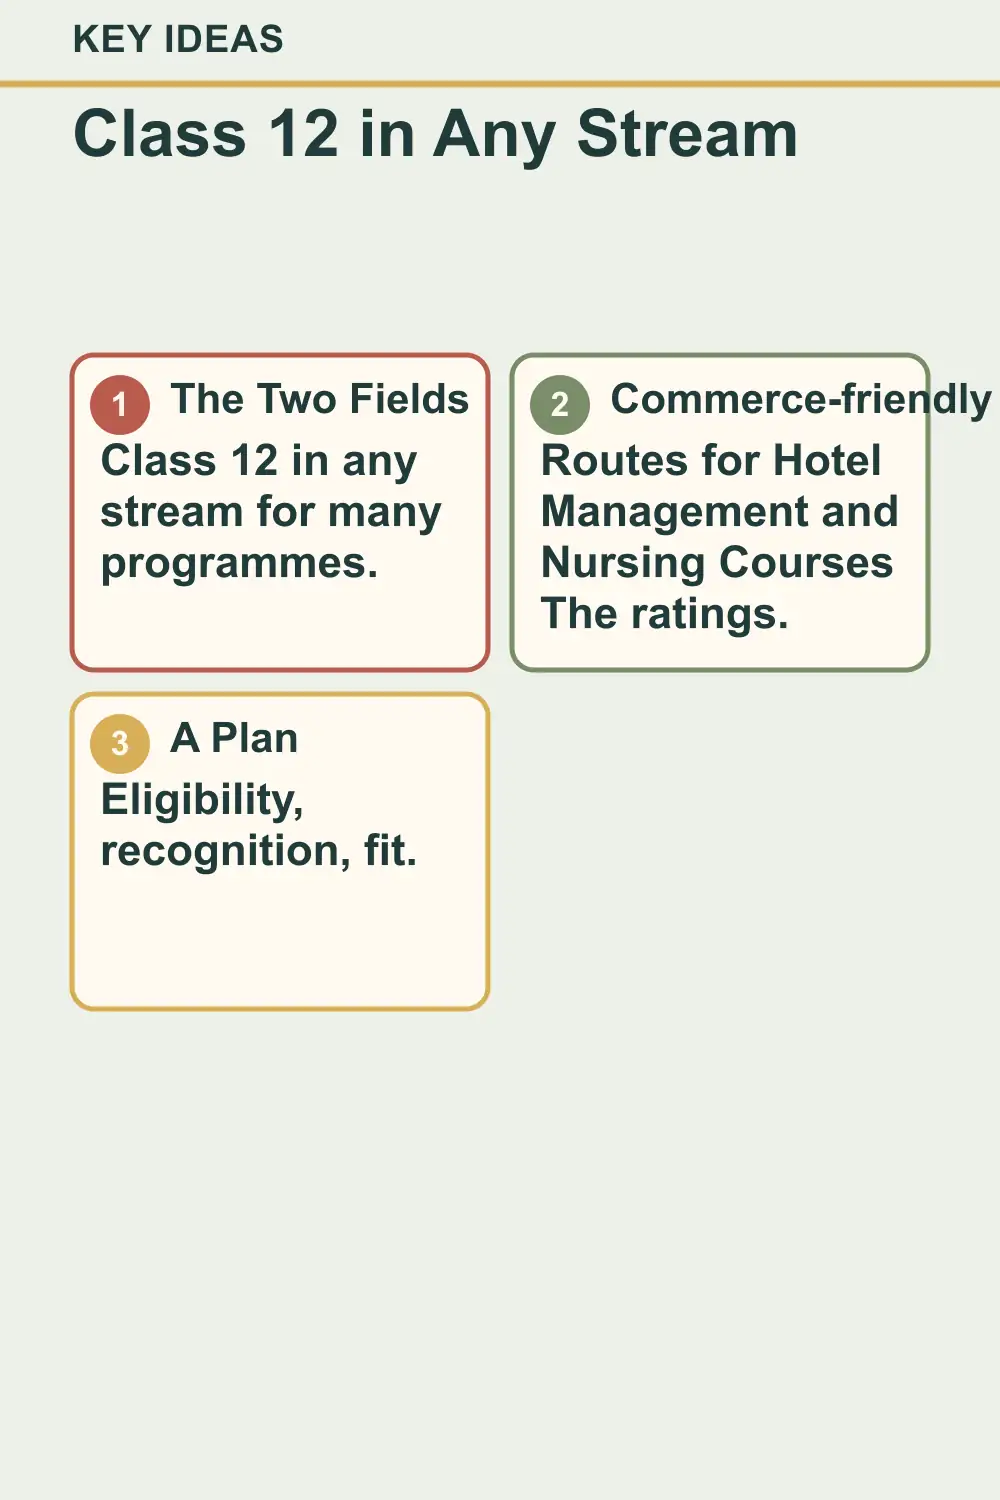 KEY IDEAS
Class 12 in Any Stream
1 The Two Fields
Class 12 in any
stream for many
programmes.
2 Commerce-friendly
Routes for Hotel
Management and
Nursing Courses
The ratings.
3 A Plan
Eligibility,
recognition, fit.